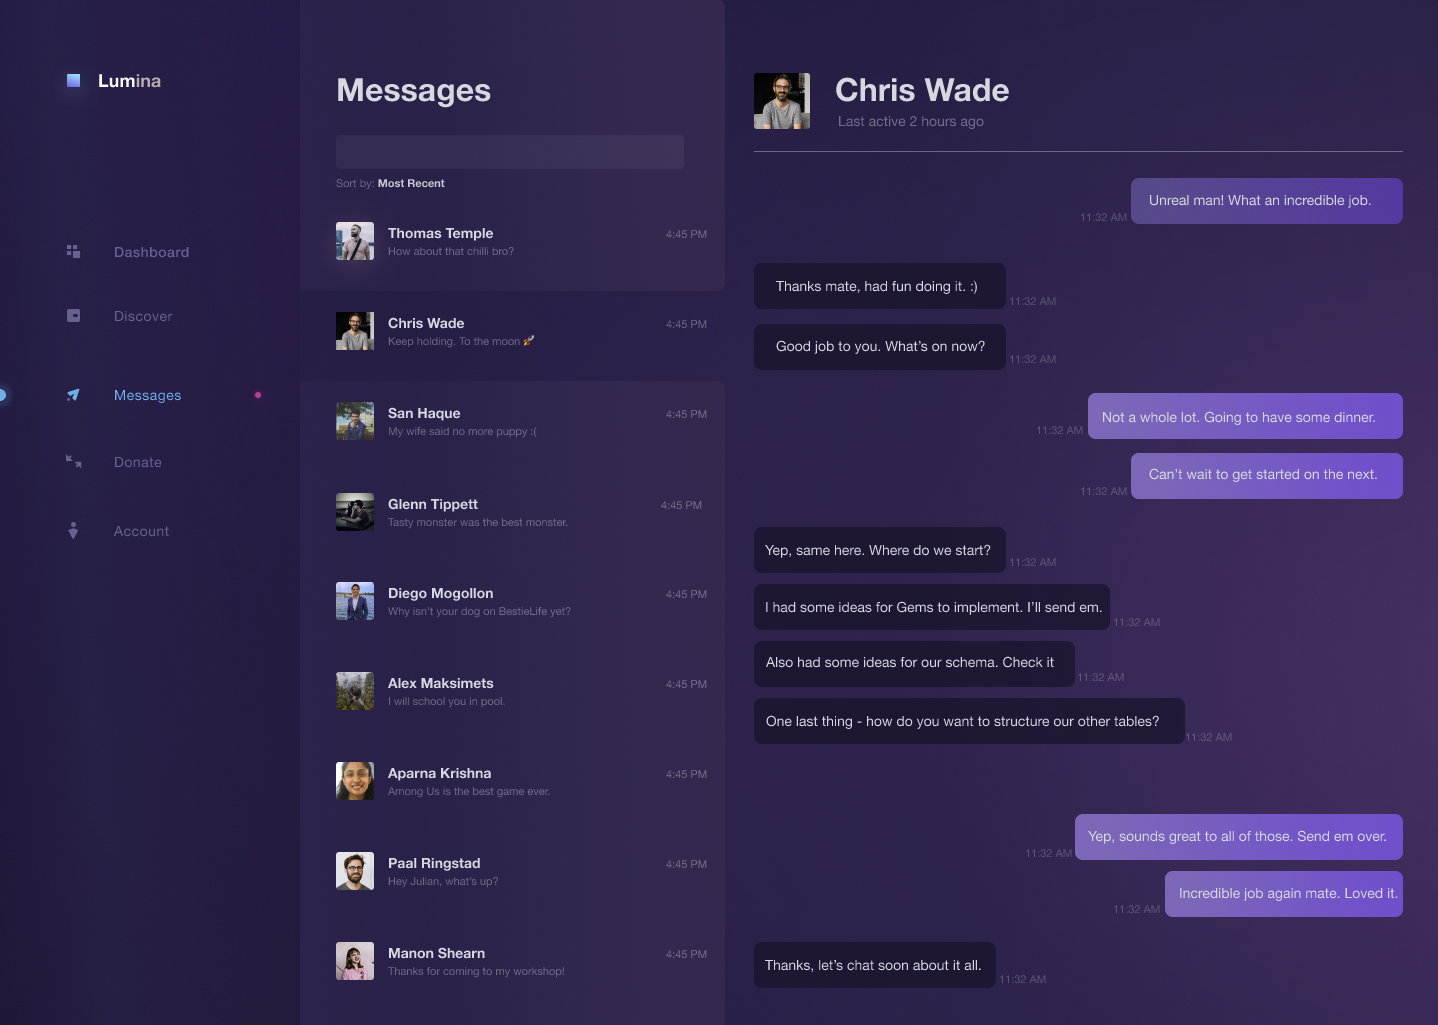 Lumina
Dashboard
Discover
Messages
Donate
Account
Messages
Sort by: Most Recent
Thomas Temple
4:45 PM
How about that chilli bro?
Chris Wade
4:45 PM
Keep holding. To the moon 🚀
San Haque
4:45 PM
My wife said no more puppy :(
Glenn Tippett
4:45 PM
Tasty monster was the best monster.
Diego Mogollon
4:45 PM
Why isn't your dog on BestieLife yet?
Alex Maksimets
4:45 PM
I will school you in pool.
Aparna Krishna
4:45 PM
Among Us is the best game ever.
Paal Ringstad
4:45 PM
Hey Julian, what's up?
Manon Shearn
4:45 PM
Thanks for coming to my workshop!
Chris Wade
Last active 2 hours ago
Unreal man! What an incredible job.
11:32 AM
Thanks mate, had fun doing it. :)
11:32 AM
Good job to you. What's on now?
11:32 AM
Not a whole lot. Going to have some dinner.
11:32 AM
Can't wait to get started on the next.
11:32 AM
Yep, same here. Where do we start?
11:32 AM
I had some ideas for Gems to implement. I'll send em.
11:32 AM
Also had some ideas for our schema. Check it
11:32 AM
One last thing - how do you want to structure our other tables?
11:32 AM
Yep, sounds great to all of those. Send em over.
11:32 AM
Incredible job again mate. Loved it.
11:32 AM
Thanks, let's chat soon about it all.
11:32 AM